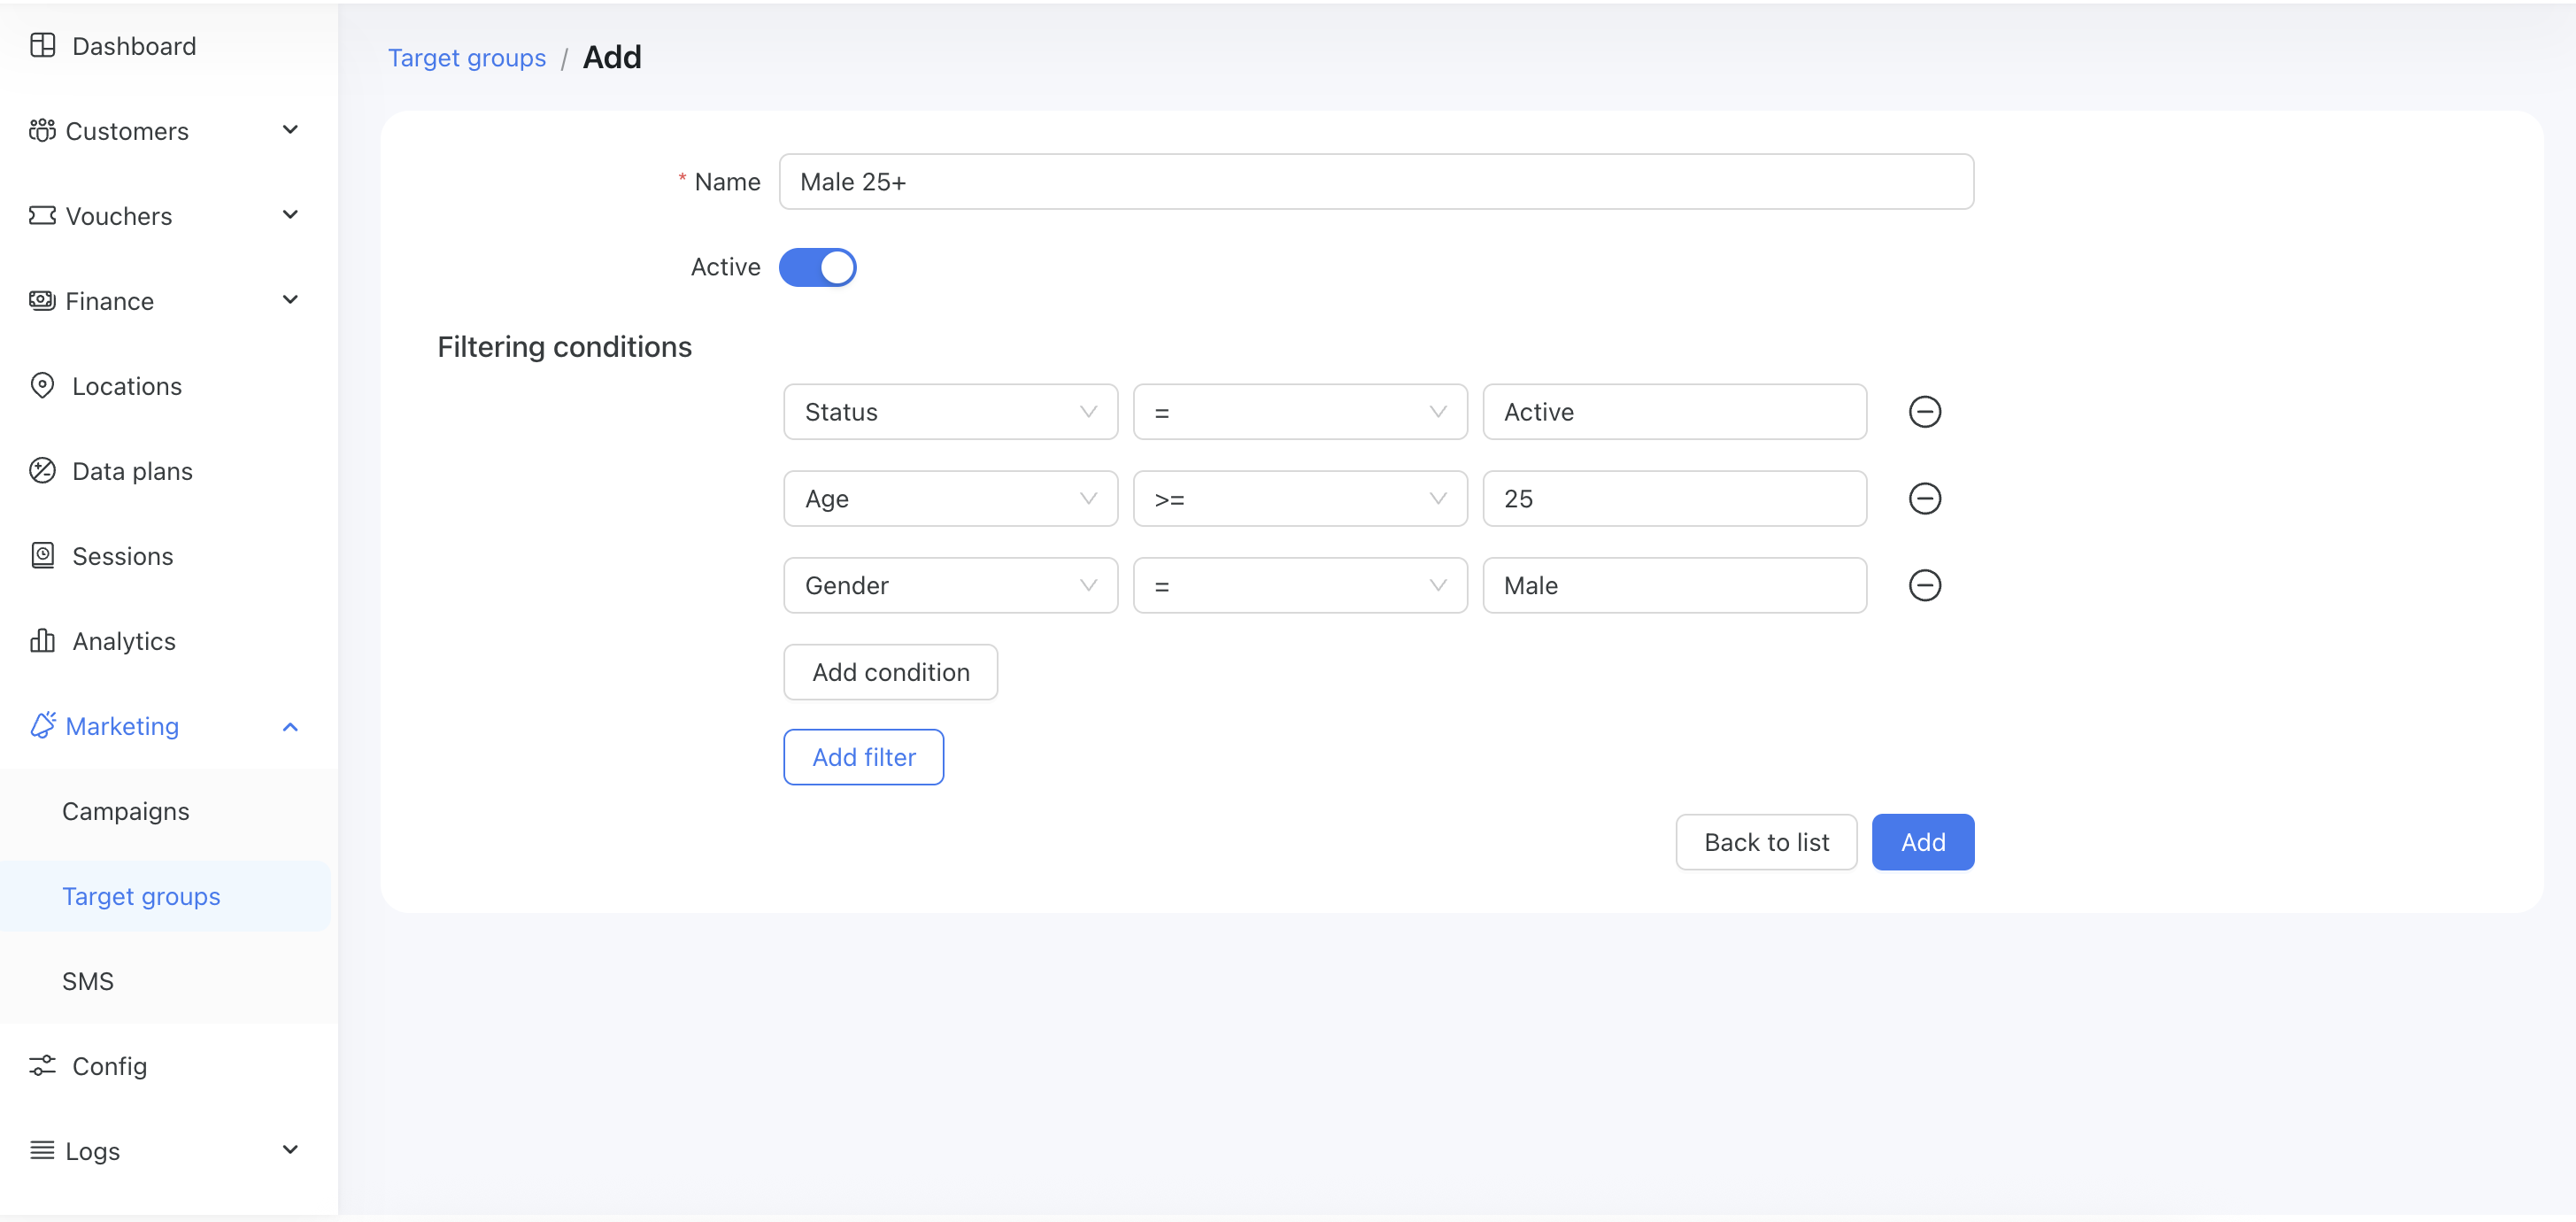 Dashboard
Customers
Vouchers
Finance
Locations
Data plans
Sessions
Analytics
Marketing
Campaigns
Target groups
SMS
Config
Logs
Target groups / Add
* Name Male 25+
Active
Filtering conditions
Status = Active
Age >= 25
Gender = Male
Add condition
Add filter
Back to list Add